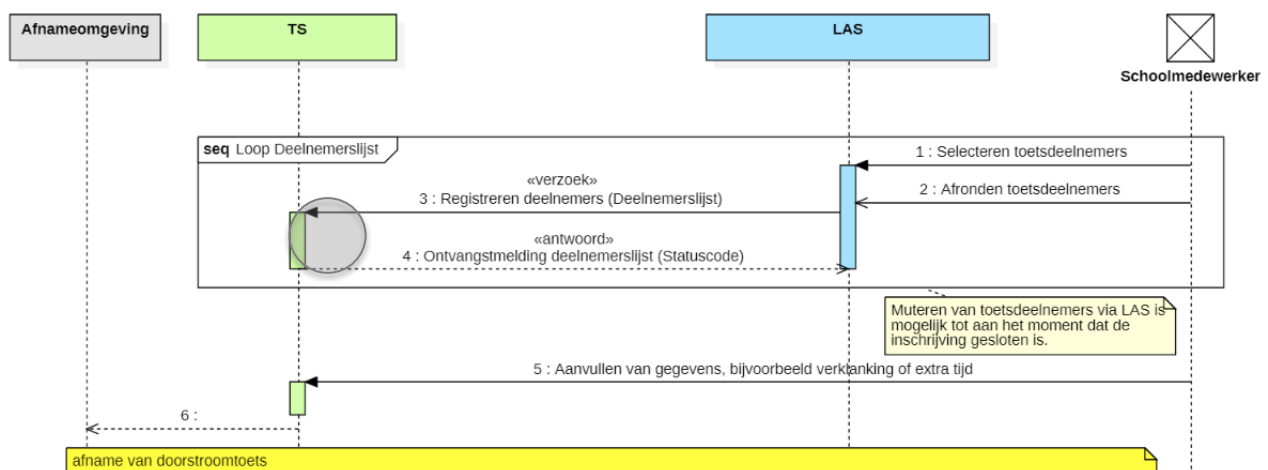 Afnameomgeving
TS
LAS
Schoolmedewerker
seq Loop Deelnemerslijst
1 : Selecteren toetsdeelnemers
«verzoek»
2 : Afronden toetsdeelnemers
3 : Registreren deelnemers (Deelnemerslijst)
«antwoord»
4 : Ontvangstmelding deelnemerslijst (Statuscode)
Muteren van toetsdeelnemers via LAS is
mogelijk tot aan het moment dat de
inschrijving gesloten is.
5 : Aanvullen van gegevens, bijvoorbeeld verklanking of extra tijd
6 :
afname van doorstroomtoets